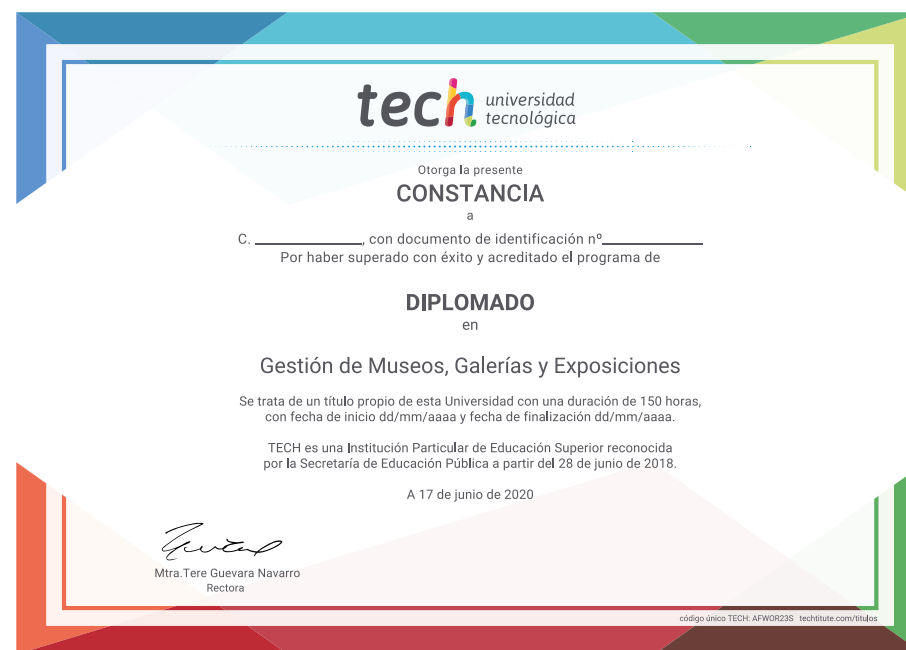 tech universidad
tecnológica
Otorga la presente
CONSTANCIA
a
C. ______________, con documento de identificación nº_____________
Por haber superado con éxito y acreditado el programa de
DIPLOMADO
en
Gestión de Museos, Galerías y Exposiciones
Se trata de un título propio de esta Universidad con una duración de 150 horas,
con fecha de inicio dd/mm/aaaa y fecha de finalización dd/mm/aaaa.
TECH es una Institución Particular de Educación Superior reconocida
por la Secretaría de Educación Pública a partir del 28 de junio de 2018.
A 17 de junio de 2020
Mtra.Tere Guevara Navarro
Rectora
código único TECH: AFWOR23S techtitute.com/titulos